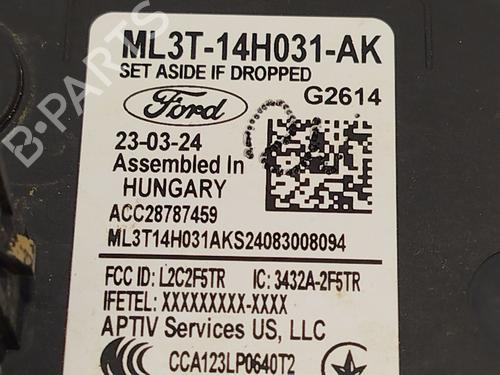 ML3T-14H031-AK
SET ASIDE IF DROPPED
Ford
G2614
23-03-24
Assembled In
HUNGARY
ACC28787459
ML3T14H031AKS24083008094
FCC ID: L2C2F5TR IC: 3432A-2F5TR
IFETEL: XXXXXXXXX-XXXX
APTIV Services US, LLC
CCA123LP0640T2
B-PARTS